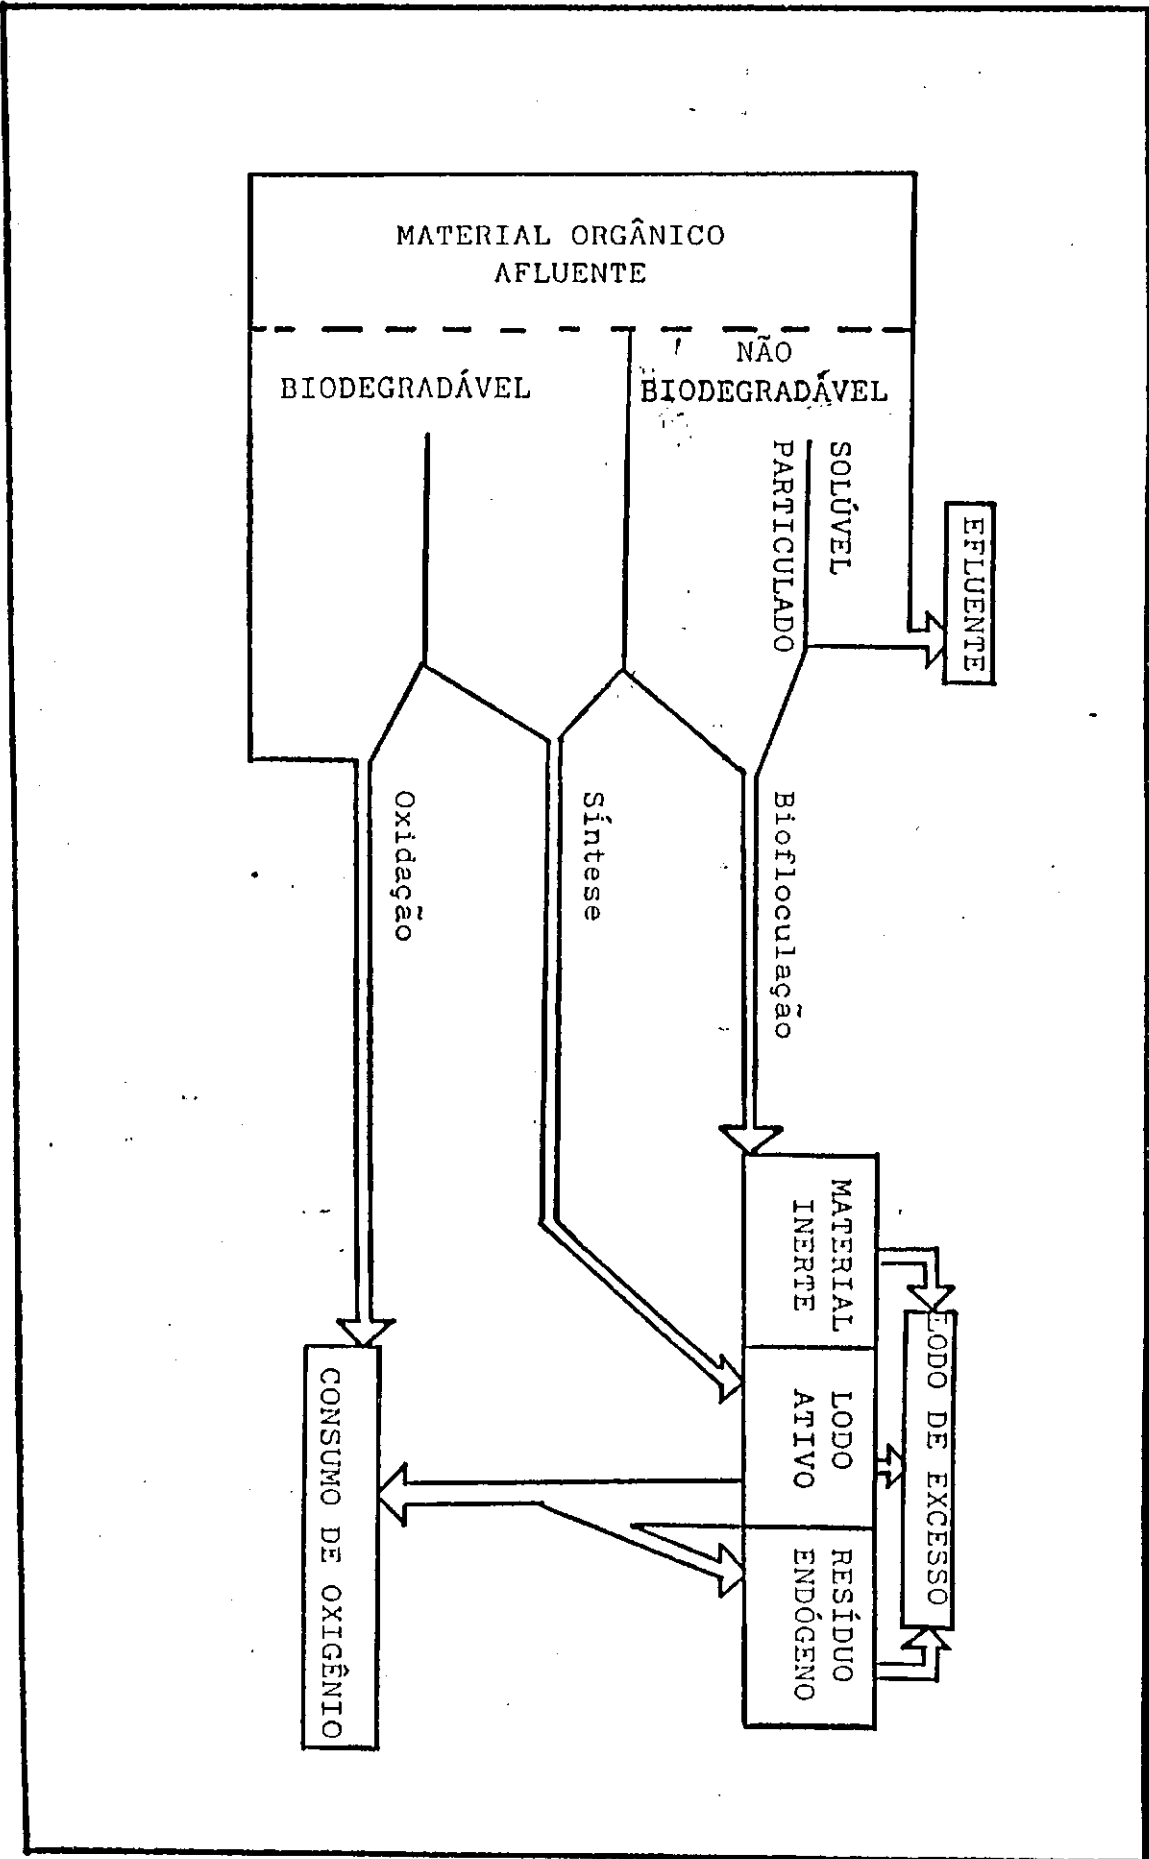 MATERIAL ORGÂNICO
AFLUENTE
BIODEGRADÁVEL
NÃO
BIODEGRADÁVEL
SOLÚVEL
PARTICULADO
EFLUENTE
Biofloculação
Síntese
Oxidação
MATERIAL
INERTE
LODO
ATIVO
RESÍDUO
ENDÓGENO
LODO DE EXCESSO
CONSUMO DE OXIGÊNIO